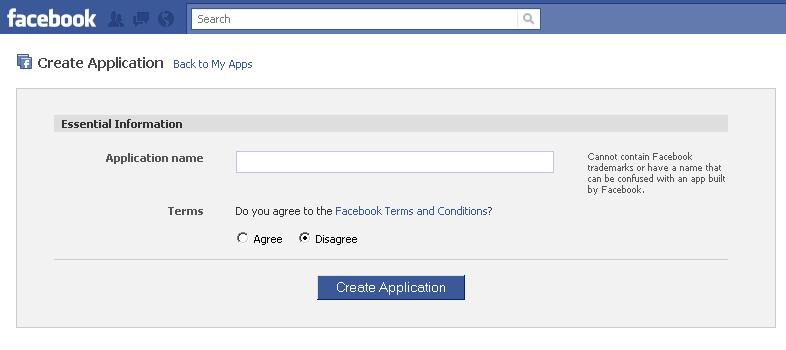 facebook
Search
Create Application Back to My Apps
Essential Information
Application name
Cannot contain Facebook
trademarks or have a name that
can be confused with an app built
by Facebook.
Terms Do you agree to the Facebook Terms and Conditions?
Agree Disagree
Create Application